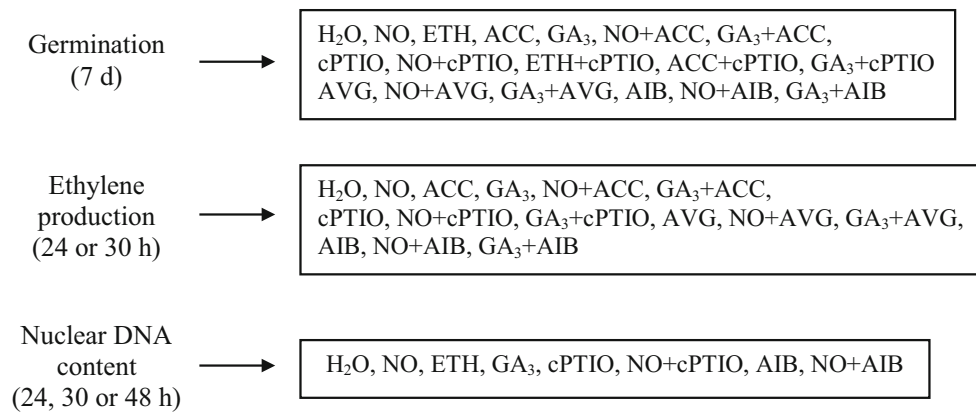 Germination
(7 d)
H₂O, NO, ETH, ACC, GA₃, NO+ACC, GA₃+ACC,
cPTIO, NO+cPTIO, ETH+cPTIO, ACC+cPTIO, GA₃+cPTIO
AVG, NO+AVG, GA₃+AVG, AIB, NO+AIB, GA₃+AIB
Ethylene
production
(24 or 30 h)
H₂O, NO, ACC, GA₃, NO+ACC, GA₃+ACC,
cPTIO, NO+cPTIO, GA₃+cPTIO, AVG, NO+AVG, GA₃+AVG,
AIB, NO+AIB, GA₃+AIB
Nuclear DNA
content
(24, 30 or 48 h)
H₂O, NO, ETH, GA₃, cPTIO, NO+cPTIO, AIB, NO+AIB